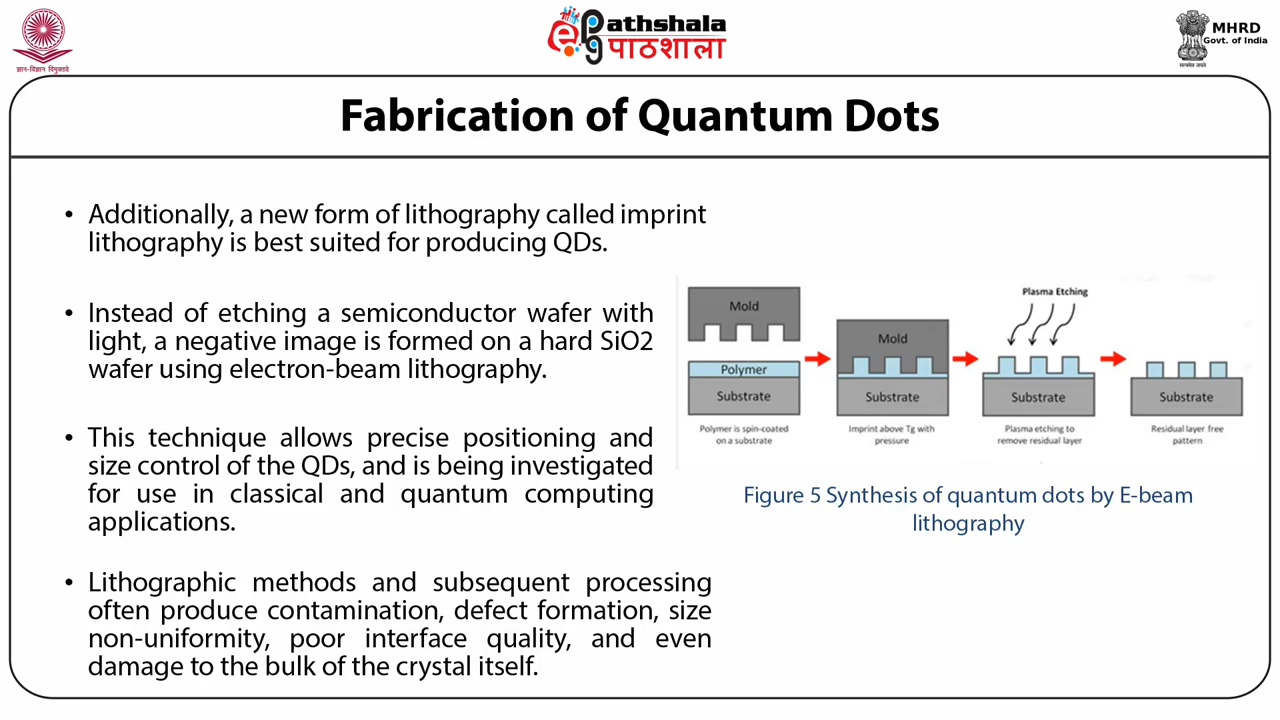 ज्ञान-विज्ञान विमुक्तये
ePathshala
पाठशाला
MHRD
Govt. of India
सत्यमेव जयते
Fabrication of Quantum Dots
• Additionally, a new form of lithography called imprint
lithography is best suited for producing QDs.
• Instead of etching a semiconductor wafer with
light, a negative image is formed on a hard SiO2
wafer using electron-beam lithography.
• This technique allows precise positioning and
size control of the QDs, and is being investigated
for use in classical and quantum computing
applications.
• Lithographic methods and subsequent processing
often produce contamination, defect formation, size
non-uniformity, poor interface quality, and even
damage to the bulk of the crystal itself.
Mold
Polymer
Substrate
Polymer is spin-coated
on a substrate
Mold
Substrate
Imprint above Tg with
pressure
Plasma Etching
Substrate
Plasma etching to
remove residual layer
Substrate
Residual layer free
pattern
Figure 5 Synthesis of quantum dots by E-beam
lithography